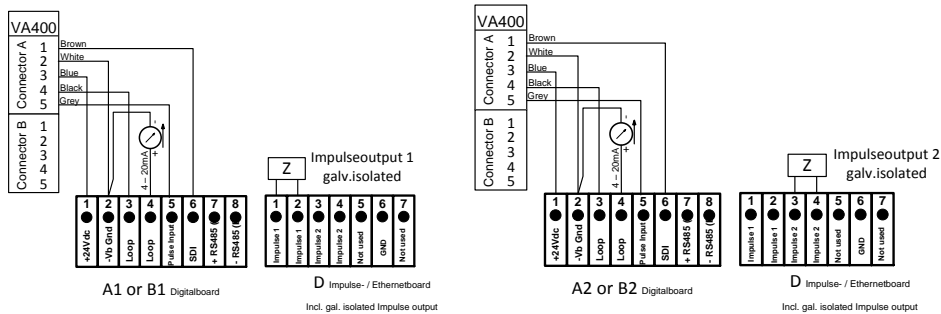 VA400
Connector A
1 Brown
2 White
3 Blue
4 Black
5 Grey
Connector B
1
2
3
4
5
-
+
4 – 20mA
Z
Impulseoutput 1
galv.isolated
1 2 3 4 5 6 7 8
+24Vdc
-Vb Gnd
Loop
Loop
Pulse Input
SDI
+ RS485 (
- RS485 (
1 2 3 4 5 6 7
Impulse 1
Impulse 1
Impulse 2
Impulse 2
Not used
GND
Not used
A1 or B1 Digitalboard
D Impulse- / Ethernetboard
Incl. gal. isolated Impulse output
VA400
Connector A
1 Brown
2 White
3 Blue
4 Black
5 Grey
Connector B
1
2
3
4
5
-
+
4 – 20mA
Z
Impulseoutput 2
galv.isolated
1 2 3 4 5 6 7 8
+24Vdc
-Vb Gnd
Loop
Loop
Pulse Input
SDI
+ RS485 (
- RS485 (
1 2 3 4 5 6 7
Impulse 1
Impulse 1
Impulse 2
Impulse 2
Not used
GND
Not used
A2 or B2 Digitalboard
D Impulse- / Ethernetboard
Incl. gal. isolated Impulse output